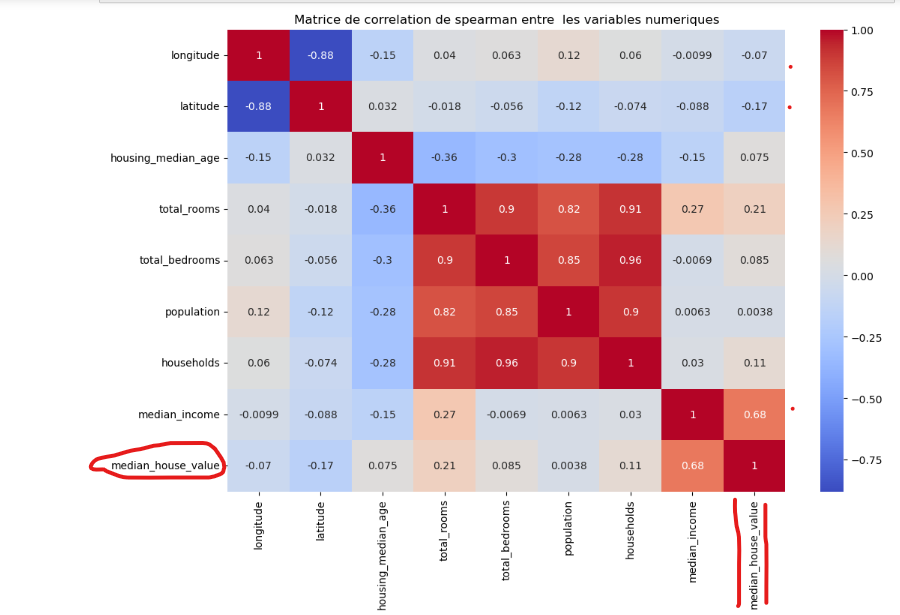 Matrice de correlation de spearman entre  les variables numeriques
longitude 1 -0.88 -0.15 0.04 0.063 0.12 0.06 -0.0099 -0.07
latitude -0.88 1 0.032 -0.018 -0.056 -0.12 -0.074 -0.088 -0.17
housing_median_age -0.15 0.032 1 -0.36 -0.3 -0.28 -0.28 -0.15 0.075
total_rooms 0.04 -0.018 -0.36 1 0.9 0.82 0.91 0.27 0.21
total_bedrooms 0.063 -0.056 -0.3 0.9 1 0.85 0.96 -0.0069 0.085
population 0.12 -0.12 -0.28 0.82 0.85 1 0.9 0.0063 0.0038
households 0.06 -0.074 -0.28 0.91 0.96 0.9 1 0.03 0.11
median_income -0.0099 -0.088 -0.15 0.27 -0.0069 0.0063 0.03 1 0.68
median_house_value -0.07 -0.17 0.075 0.21 0.085 0.0038 0.11 0.68 1
longitude
latitude
housing_median_age
total_rooms
total_bedrooms
population
households
median_income
median_house_value
1.00
0.75
0.50
0.25
0.00
−0.25
−0.50
−0.75